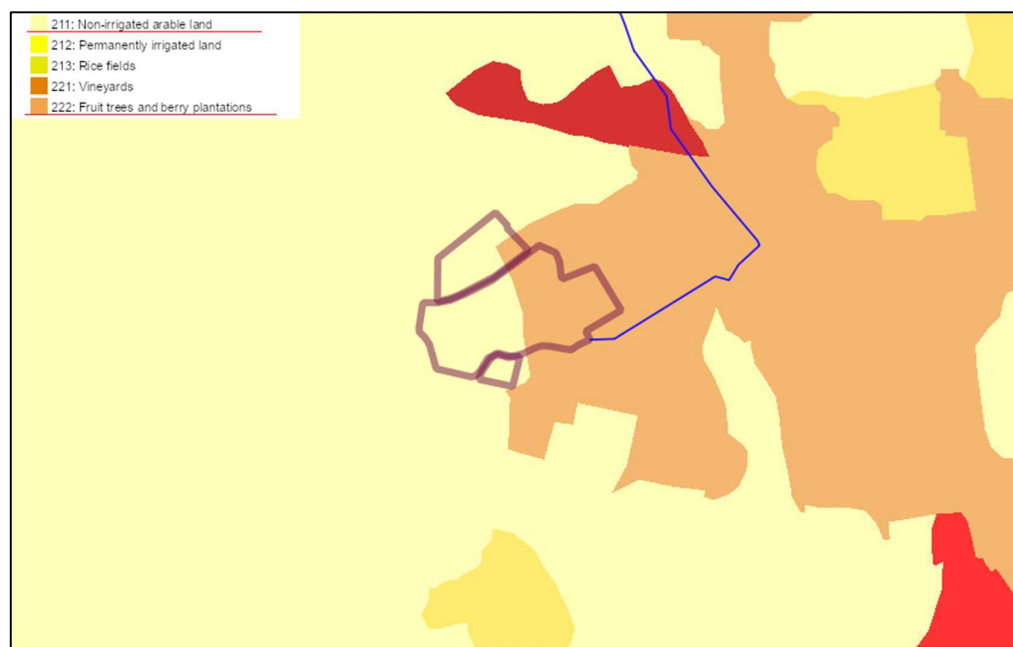 211: Non-irrigated arable land
212: Permanently irrigated land
213: Rice fields
221: Vineyards
222: Fruit trees and berry plantations